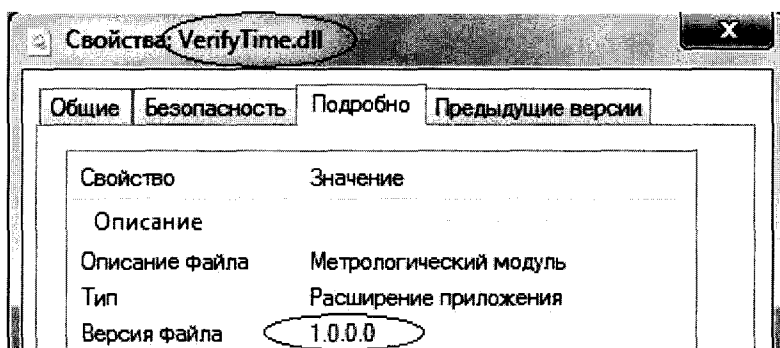 Свойства: VerifyTime.dll
X
Общие Безопасность Подробно Предыдущие версии
Свойство Значение
Описание
Описание файла Метрологический модуль
Тип Расширение приложения
Версия файла 1.0.0.0